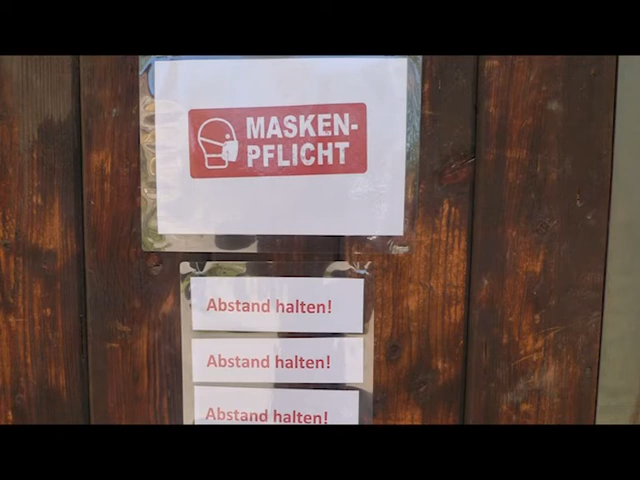 MASKEN-
PFLICHT
Abstand halten!
Abstand halten!
Abstand halten!